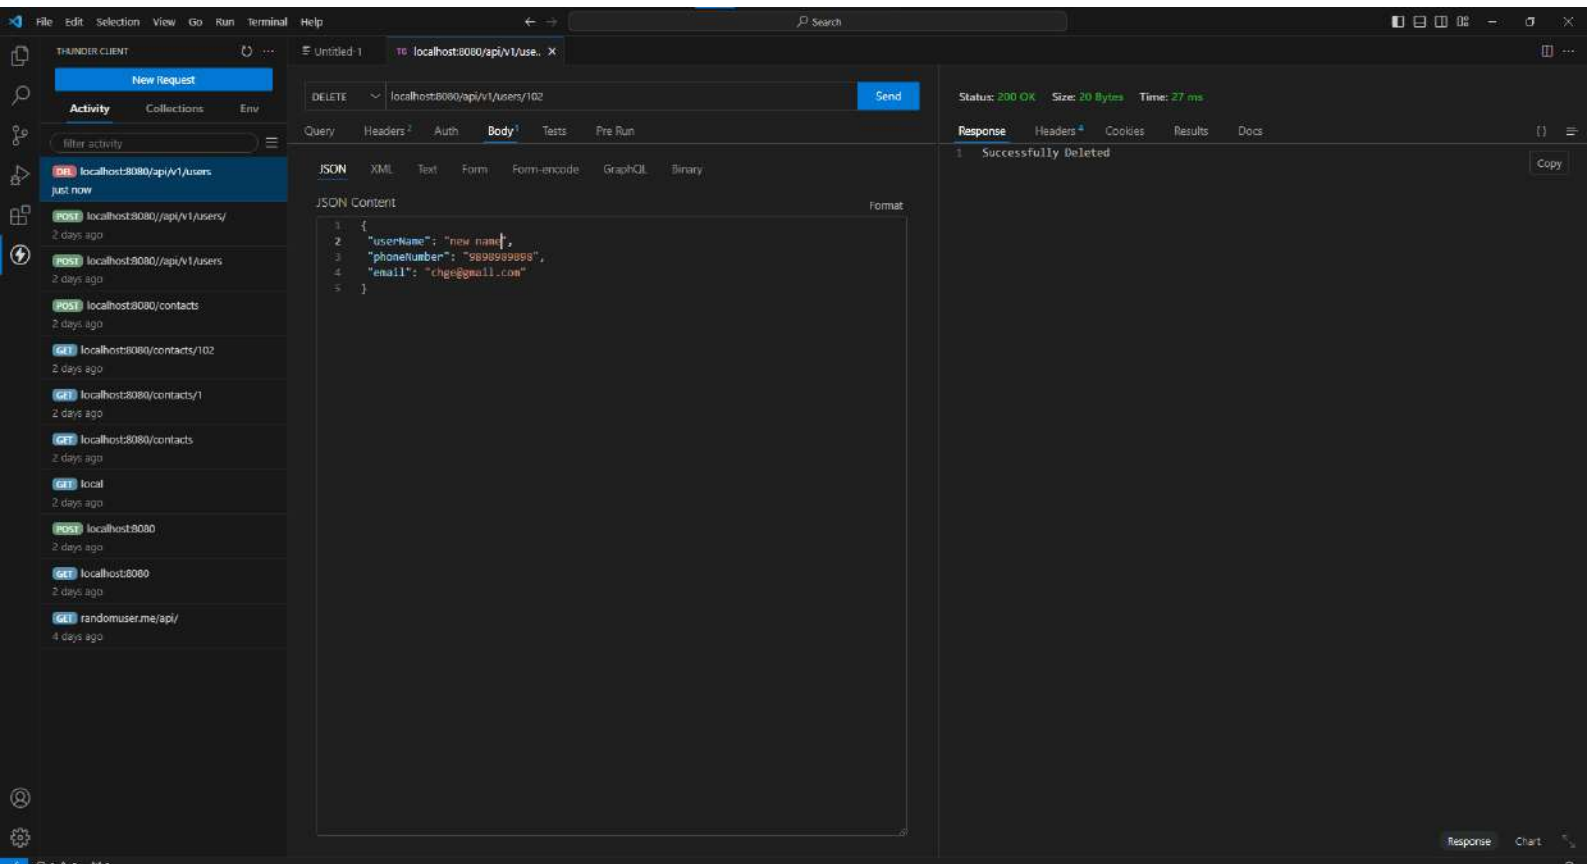 File Edit Selection View Go Run Terminal Help
Search
THUNDER CLIENT
New Request
Activity Collections Env
filter activity
DEL localhost:8080/api/v1/users
just now
POST localhost:8080//api/v1/users/
2 days ago
POST localhost:8080//api/v1/users
2 days ago
POST localhost:8080/contacts
2 days ago
GET localhost:8080/contacts/102
2 days ago
GET localhost:8080/contacts/1
2 days ago
GET localhost:8080/contacts
2 days ago
GET local
2 days ago
POST localhost:8080
2 days ago
GET localhost:8080
2 days ago
GET randomuser.me/api/
4 days ago
Untitled-1 TC localhost:8080/api/v1/use.. X
DELETE localhost:8080/api/v1/users/102 Send
Query Headers 2 Auth Body 1 Tests Pre Run
JSON XML Text Form Form-encode GraphQL Binary
JSON Content Format
1 {
2 "userName": "new name",
3 "phoneNumber": "9898989898",
4 "email": "chge@gmail.com"
5 }
Status: 200 OK Size: 20 Bytes Time: 27 ms
Response Headers 4 Cookies Results Docs {}
1 Successfully Deleted
Copy
Response Chart